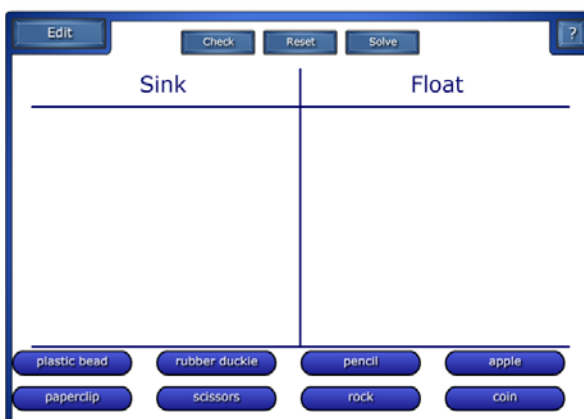 Edit
Check Reset Solve ?
Sink Float
plastic bead rubber duckie pencil apple
paperclip scissors rock coin